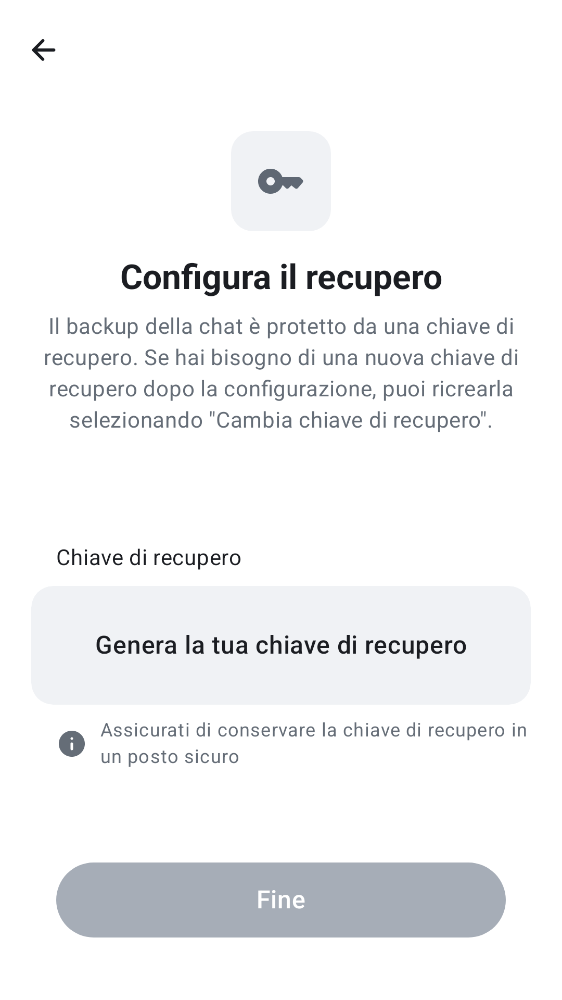 Configura il recupero
Il backup della chat è protetto da una chiave di
recupero. Se hai bisogno di una nuova chiave di
recupero dopo la configurazione, puoi ricrearla
selezionando "Cambia chiave di recupero".
Chiave di recupero
Genera la tua chiave di recupero
Assicurati di conservare la chiave di recupero in
un posto sicuro
Fine